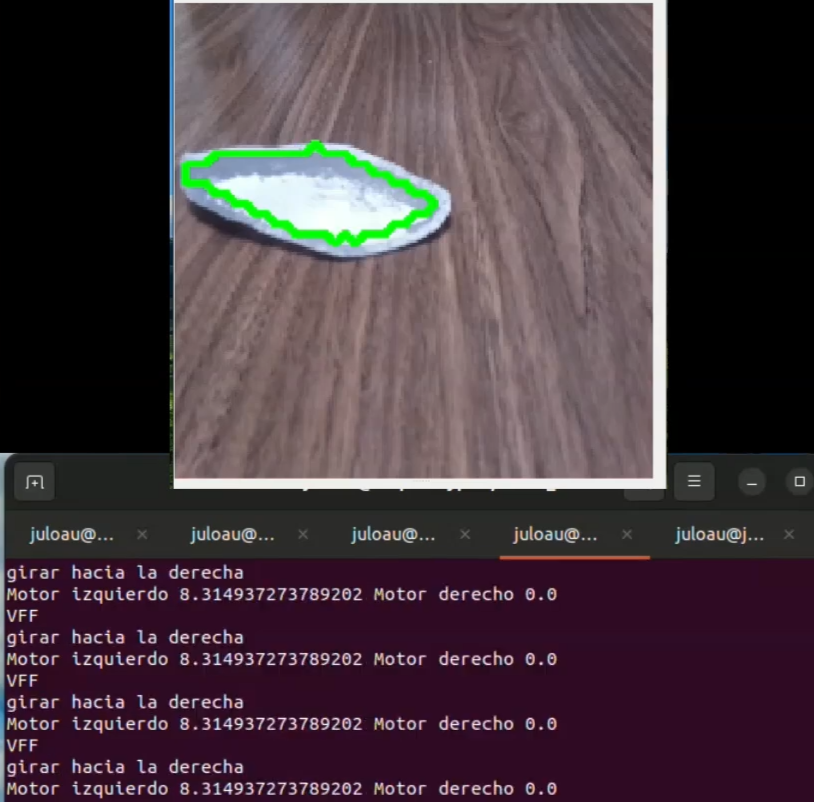 juloau@... × juloau@... × juloau@... × juloau@... × juloau@j... ×
girar hacia la derecha
Motor izquierdo 8.314937273789202 Motor derecho 0.0
VFF
girar hacia la derecha
Motor izquierdo 8.314937273789202 Motor derecho 0.0
VFF
girar hacia la derecha
Motor izquierdo 8.314937273789202 Motor derecho 0.0
VFF
girar hacia la derecha
Motor izquierdo 8.314937273789202 Motor derecho 0.0